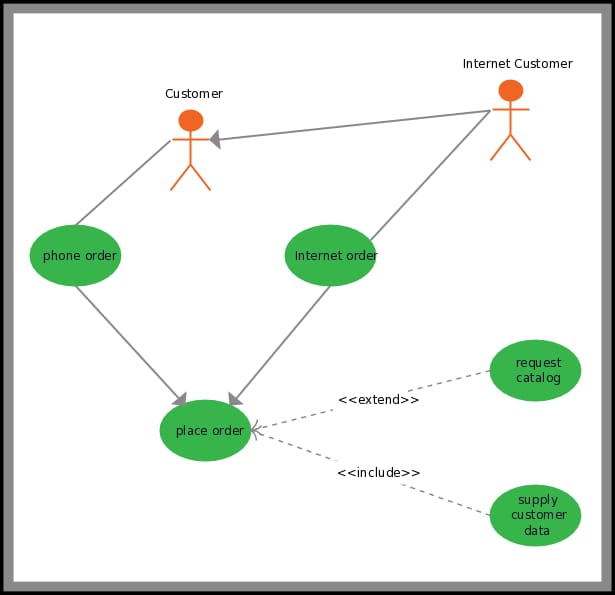 Internet Customer
Customer
phone order
Internet order
request
catalog
<<extend>>
place order
<<include>>
supply
customer
data